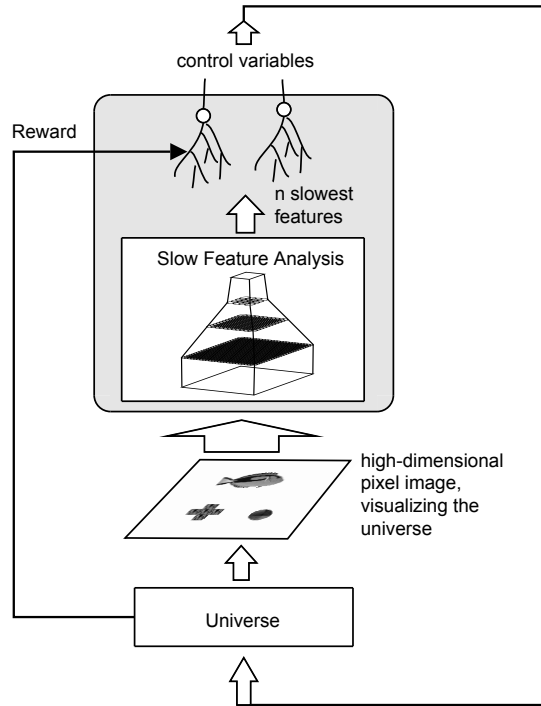 control variables
Reward
n slowest
features
Slow Feature Analysis
high-dimensional
pixel image,
visualizing the
universe
Universe